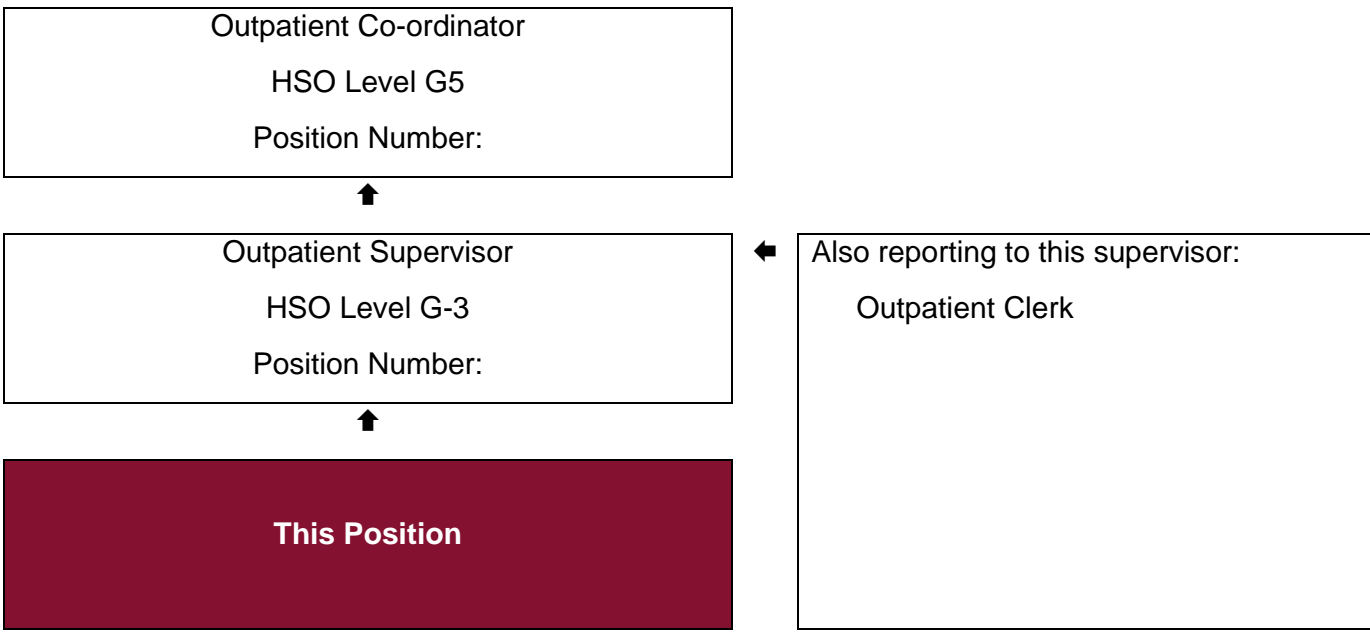 Outpatient Co-ordinator
HSO Level G5
Position Number:
Outpatient Supervisor
HSO Level G-3
Position Number:
Also reporting to this supervisor:
Outpatient Clerk
This Position